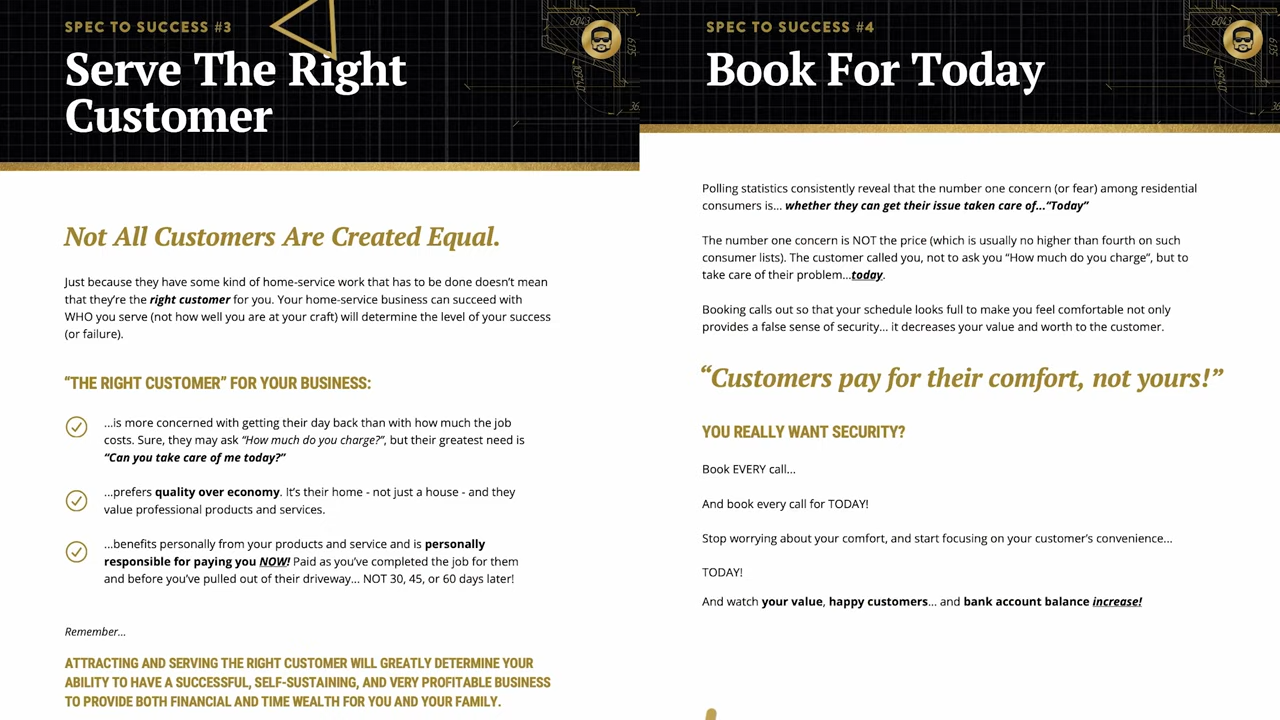 SPEC TO SUCCESS #3
Serve The Right
Customer
Not All Customers Are Created Equal.
Just because they have some kind of home-service work that has to be done doesn’t mean
that they’re the right customer for you. Your home-service business can succeed with
WHO you serve (not how well you are at your craft) will determine the level of your success
(or failure).
“THE RIGHT CUSTOMER” FOR YOUR BUSINESS:
...is more concerned with getting their day back than with how much the job
costs. Sure, they may ask “How much do you charge?”, but their greatest need is
“Can you take care of me today?”
...prefers quality over economy. It’s their home - not just a house - and they
value professional products and services.
...benefits personally from your products and service and is personally
responsible for paying you NOW! Paid as you’ve completed the job for them
and before you’ve pulled out of their driveway... NOT 30, 45, or 60 days later!
Remember...
ATTRACTING AND SERVING THE RIGHT CUSTOMER WILL GREATLY DETERMINE YOUR
ABILITY TO HAVE A SUCCESSFUL, SELF-SUSTAINING, AND VERY PROFITABLE BUSINESS
TO PROVIDE BOTH FINANCIAL AND TIME WEALTH FOR YOU AND YOUR FAMILY.
SPEC TO SUCCESS #4
Book For Today
Polling statistics consistently reveal that the number one concern (or fear) among residential
consumers is... whether they can get their issue taken care of...“Today”
The number one concern is NOT the price (which is usually no higher than fourth on such
consumer lists). The customer called you, not to ask you “How much do you charge”, but to
take care of their problem...today.
Booking calls out so that your schedule looks full to make you feel comfortable not only
provides a false sense of security... it decreases your value and worth to the customer.
“Customers pay for their comfort, not yours!”
YOU REALLY WANT SECURITY?
Book EVERY call...
And book every call for TODAY!
Stop worrying about your comfort, and start focusing on your customer’s convenience...
TODAY!
And watch your value, happy customers... and bank account balance increase!